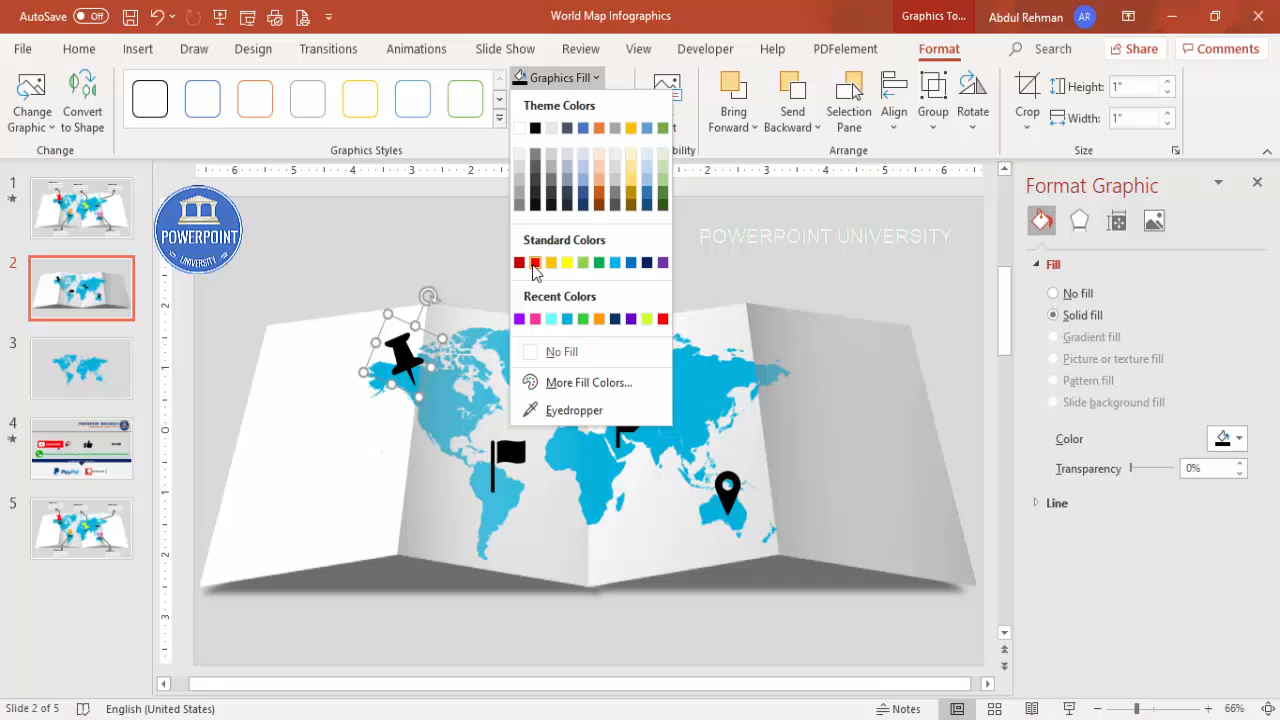 AutoSave Off
World Map Infographics
Graphics To...
Abdul Rehman AR
File Home Insert Draw Design Transitions Animations Slide Show Review View Developer Help PDFelement Format Search Share Comments
Change Graphic
Convert to Shape
Change
Graphics Styles
Graphics Fill
Bring Forward
Send Backward
Selection Pane
Align
Group
Rotate
Arrange
Crop
Height: 1"
Width: 1"
Size
Theme Colors
Standard Colors
Recent Colors
No Fill
More Fill Colors...
Eyedropper
1
2
3
4
5
POWERPOINT
UNIVERSITY
POWERPOINT UNIVERSITY
Format Graphic
Fill
No fill
Solid fill
Gradient fill
Picture or texture fill
Pattern fill
Slide background fill
Color
Transparency 0%
Line
Slide 2 of 5 English (United States) Notes 66%